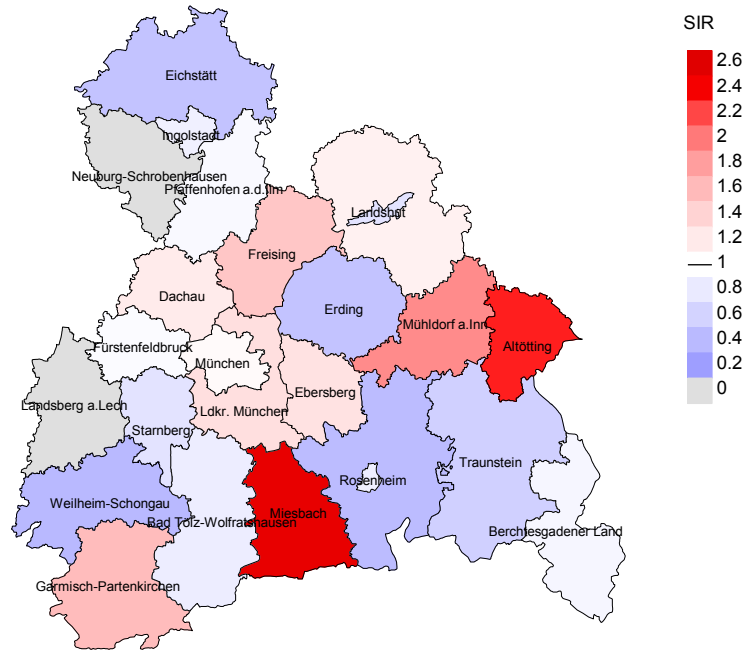 SIR
2.6
2.4
2.2
2
1.8
1.6
1.4
1.2
1
0.8
0.6
0.4
0.2
0
Eichstätt
Ingolstadt
Neuburg-Schrobenhausen
Pfaffenhofen a.d.Ilm
Landshut
Freising
Dachau
Erding
Mühldorf a.Inn
Altötting
Fürstenfeldbruck
München
Ebersberg
Landsberg a.Lech
Ldkr. München
Starnberg
Traunstein
Rosenheim
Weilheim-Schongau
Miesbach
Bad Tölz-Wolfratshausen
Berchtesgadener Land
Garmisch-Partenkirchen